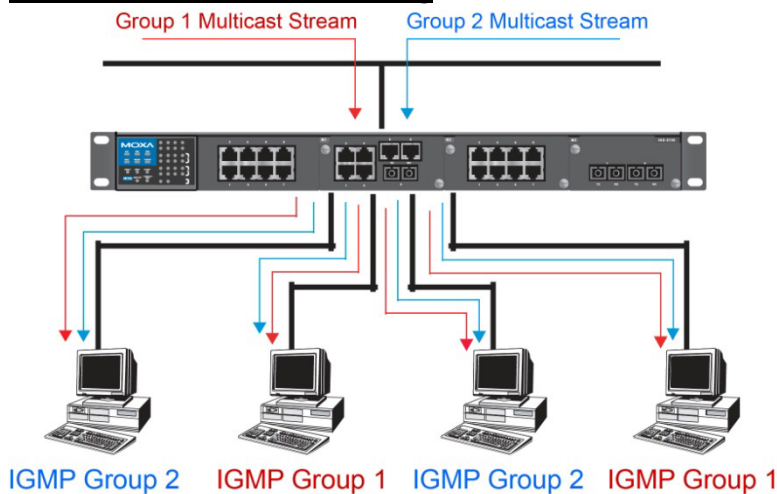 Group 1 Multicast Stream
Group 2 Multicast Stream
MOXA
IGMP Group 2
IGMP Group 1
IGMP Group 2
IGMP Group 1